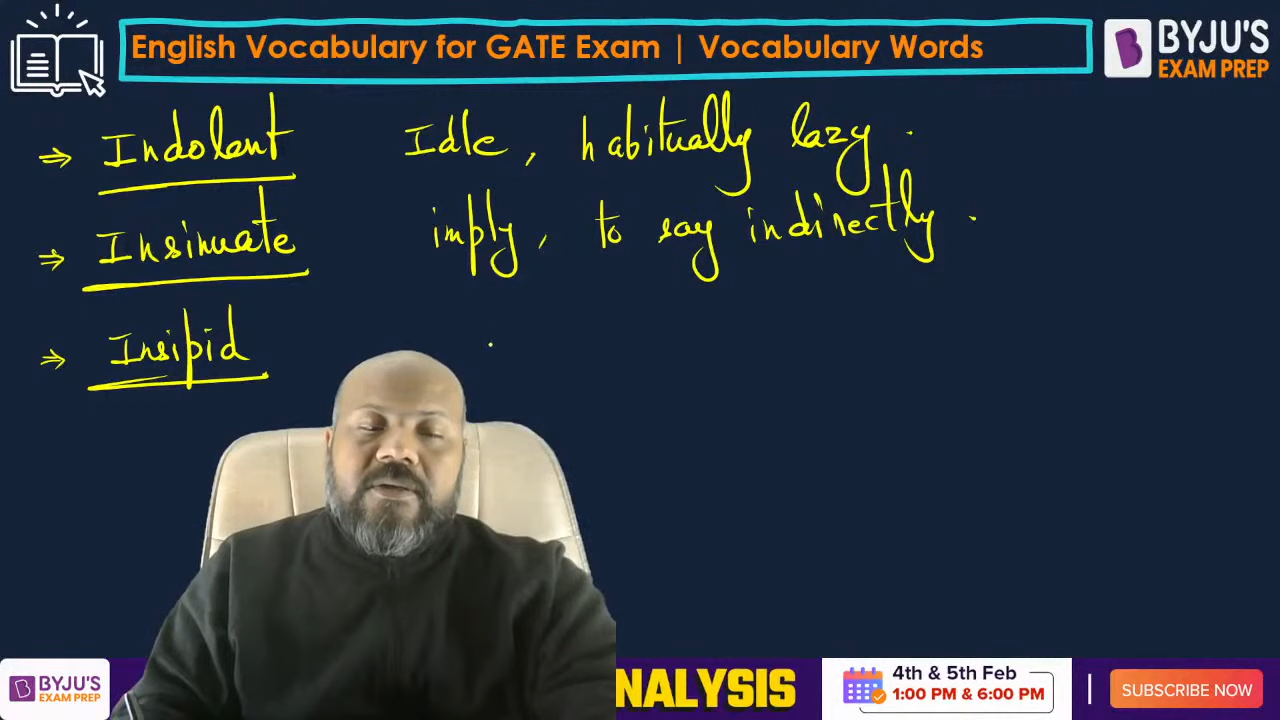 English Vocabulary for GATE Exam | Vocabulary Words
BYJU'S
EXAM PREP
⇒ Indolent Idle, habitually lazy.
⇒ Insinuate imply, to say indirectly.
⇒ Insipid
BYJU'S
EXAM PREP
NALYSIS
4th & 5th Feb
1:00 PM & 6:00 PM
SUBSCRIBE NOW